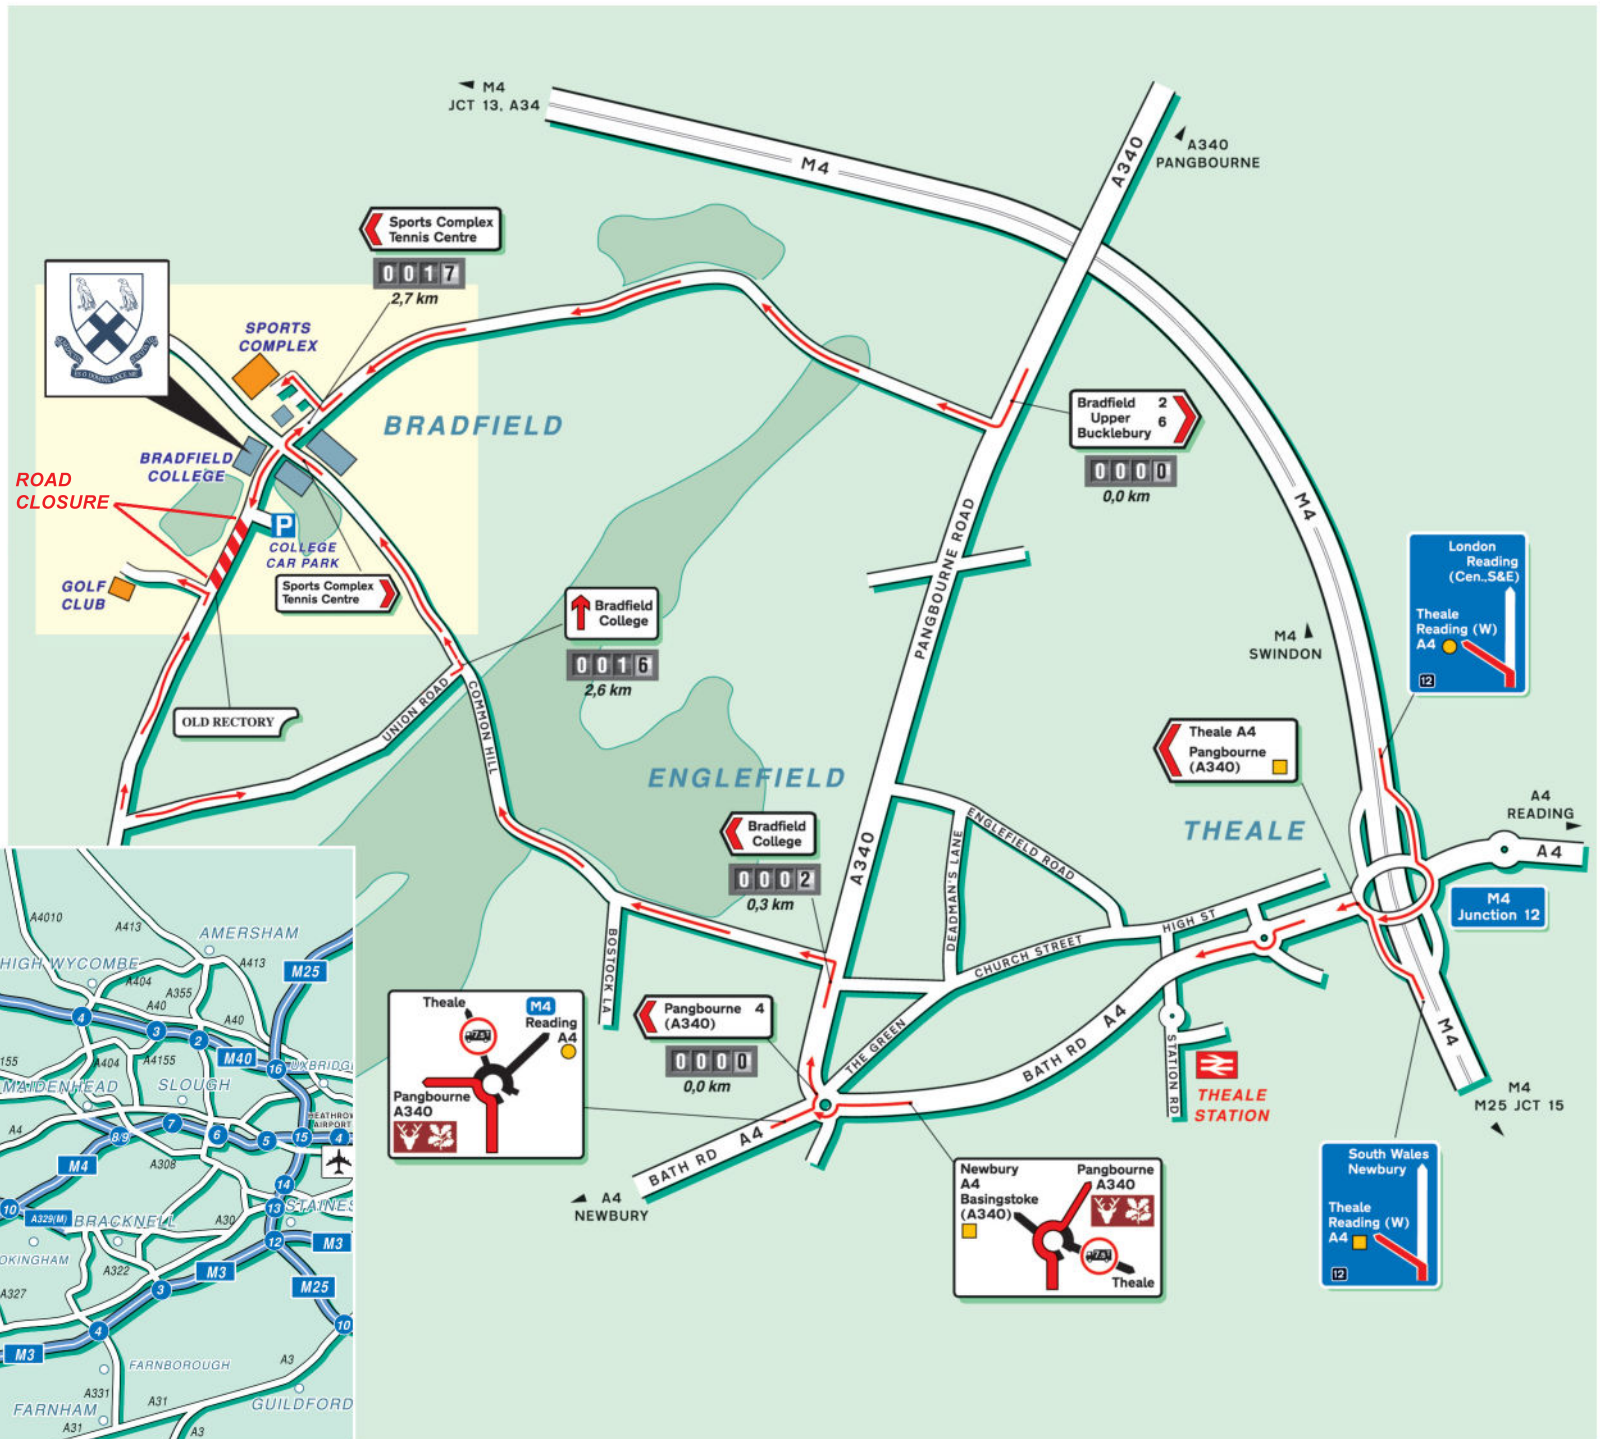 M4
JCT 13, A34
M4
A340
A340
PANGBOURNE
Sports Complex
Tennis Centre
0017
2,7 km
SPORTS
COMPLEX
BRADFIELD
BRADFIELD
COLLEGE
ROAD
CLOSURE
P
COLLEGE
CAR PARK
GOLF
CLUB
Sports Complex
Tennis Centre
OLD RECTORY
Bradfield
College
0016
2,6 km
UNION ROAD
COMMON HILL
Bradfield 2
Upper
Bucklebury 6
0000
0,0 km
PANGBOURNE ROAD
M4
M4
SWINDON
London
Reading
(Cen.,S&E)
Theale
Reading (W)
A4
12
ENGLEFIELD
Bradfield
College
0002
0,3 km
A340
Theale A4
Pangbourne
(A340)
THEALE
A4
READING
A4
M4
Junction 12
ENGLEFIELD ROAD
DEADMAN'S LANE
HIGH ST
CHURCH STREET
BOSTOCK LA
THE GREEN
BATH RD
A4
STATION RD
THEALE
STATION
Pangbourne 4
(A340)
0000
0,0 km
Theale
7.5T
M4
Reading
A4
Pangbourne
A340
BATH RD
A4
A4
NEWBURY
Newbury
A4
Basingstoke
(A340)
Pangbourne
A340
7.5T
Theale
M4
M4
M25 JCT 15
South Wales
Newbury
Theale
Reading (W)
A4
12
A4010
A413
AMERSHAM
HIGH WYCOMBE
A413
M25
A404
A355
A40
A40
4
3
2
M40
16
A404
A4155
155
UXBRIDG
MAIDENHEAD
SLOUGH
HEATHROW
AIRPORT
A4
8/9
7
6
5
15
4
M4
A308
14
10
A329(M)
BRACKNELL
13
STAINES
A30
12
M3
OKINGHAM
A322
M3
M25
3
A327
4
10
M3
FARNBOROUGH
A3
A331
A31
GUILDFORD
FARNHAM
A31
A3